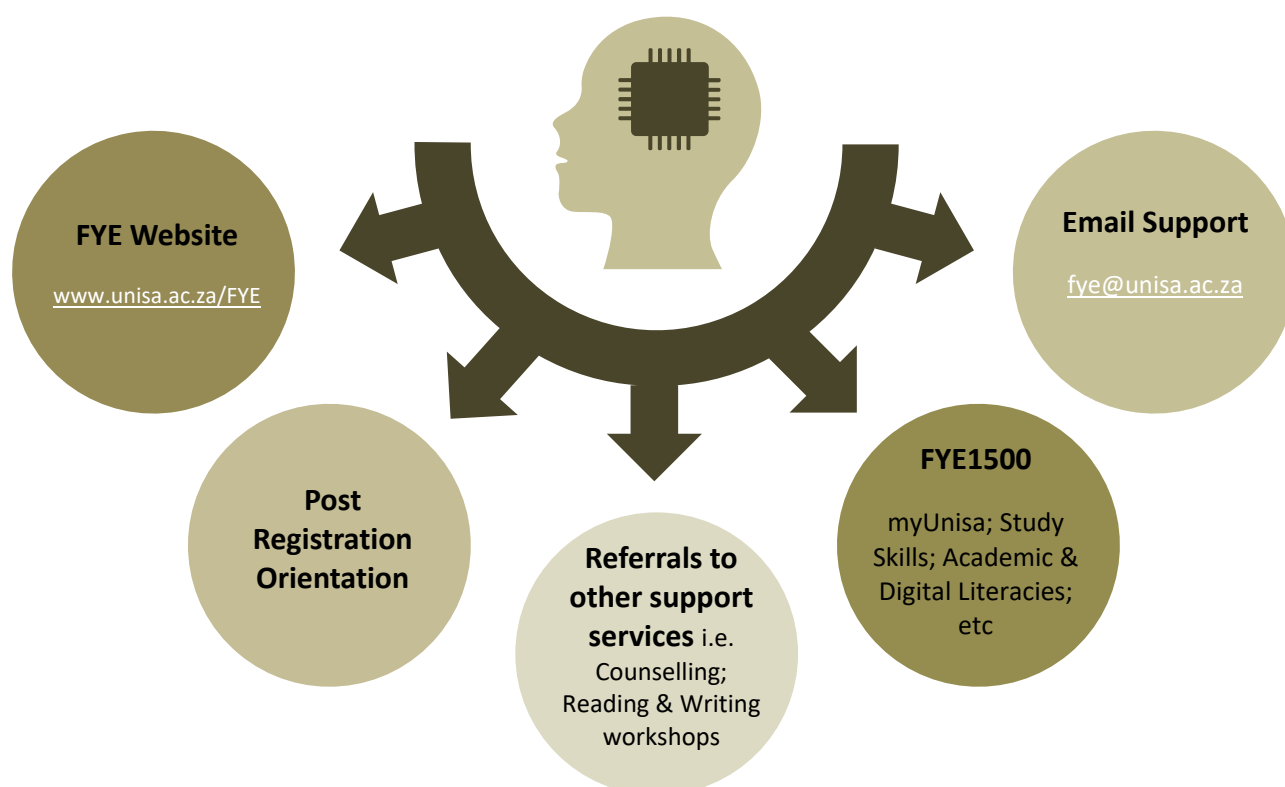 FYE Website
www.unisa.ac.za/FYE
Post
Registration
Orientation
Referrals to
other support
services i.e.
Counselling;
Reading & Writing
workshops
FYE1500
myUnisa; Study
Skills; Academic &
Digital Literacies;
etc
Email Support
fye@unisa.ac.za